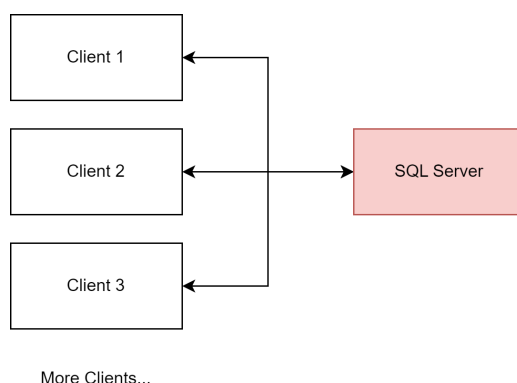 Client 1
Client 2
SQL Server
Client 3
More Clients...